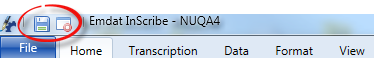 Emdat InScribe - NUQA4
File Home Transcription Data Format View